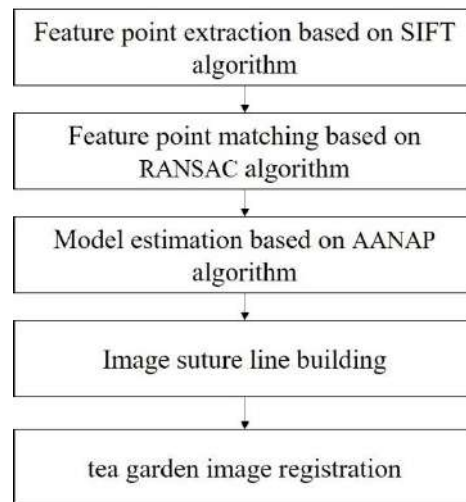 Feature point extraction based on SIFT
algorithm
Feature point matching based on
RANSAC algorithm
Model estimation based on AANAP
algorithm
Image suture line building
tea garden image registration